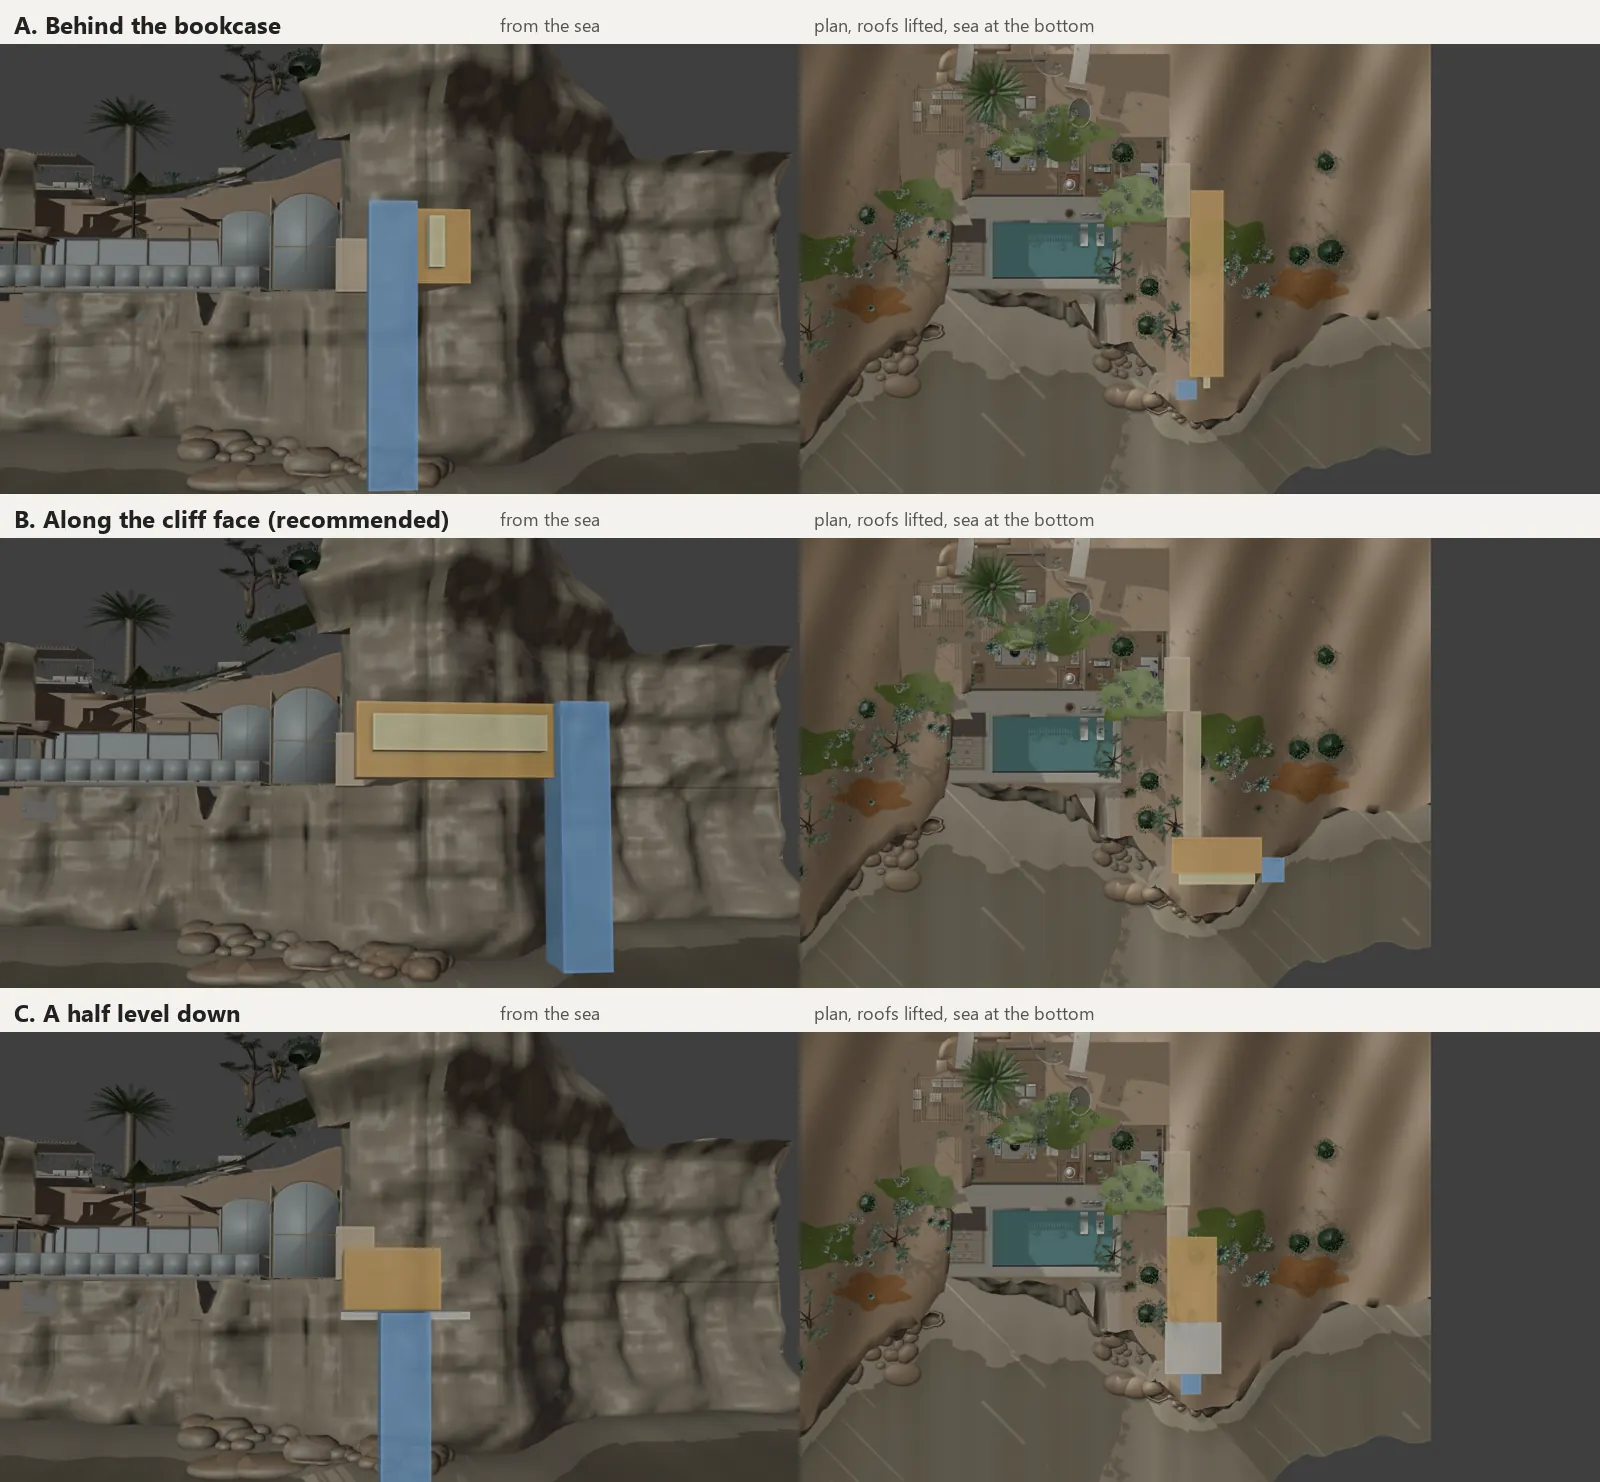 A. Behind the bookcase from the sea plan, roofs lifted, sea at the bottom
B. Along the cliff face (recommended) from the sea plan, roofs lifted, sea at the bottom
C. A half level down from the sea plan, roofs lifted, sea at the bottom